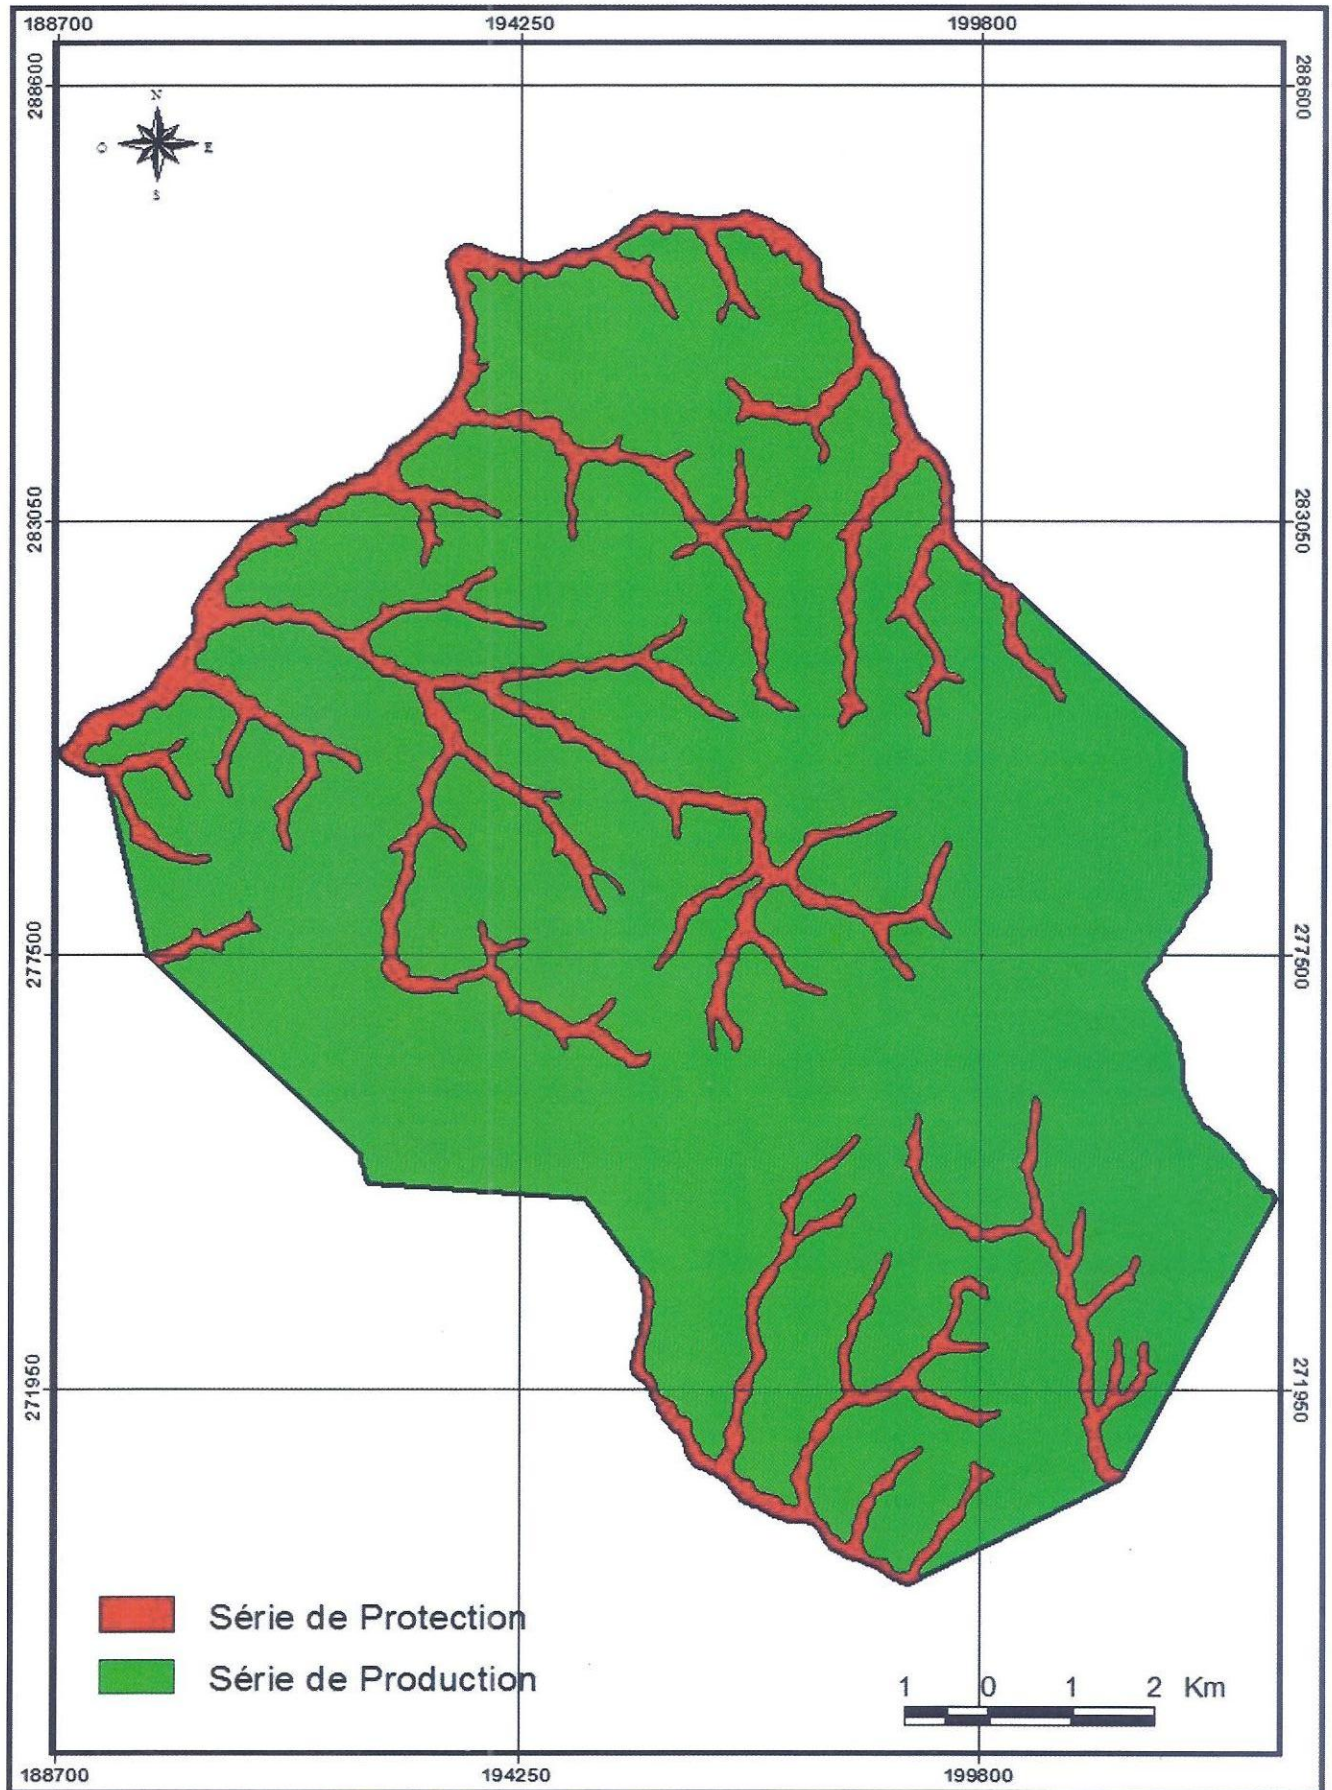 188700 194250 199800
288600 288600
N
O E
S
283050 283050
277500 277500
271950 271950
Série de Protection
Série de Production
1 0 1 2 Km
188700 194250 199800